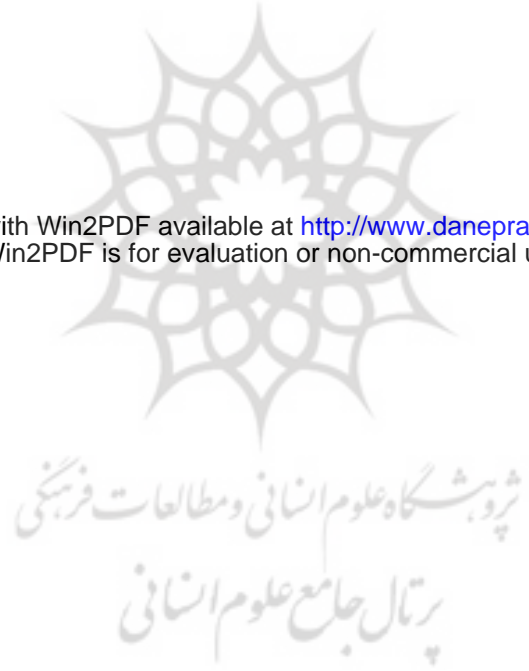 ith Win2PDF available at http://www.danepra
Win2PDF is for evaluation or non-commercial u
پژوهشگاه علوم انسانی و مطالعات فرهنگی
پرتال جامع علوم انسانی